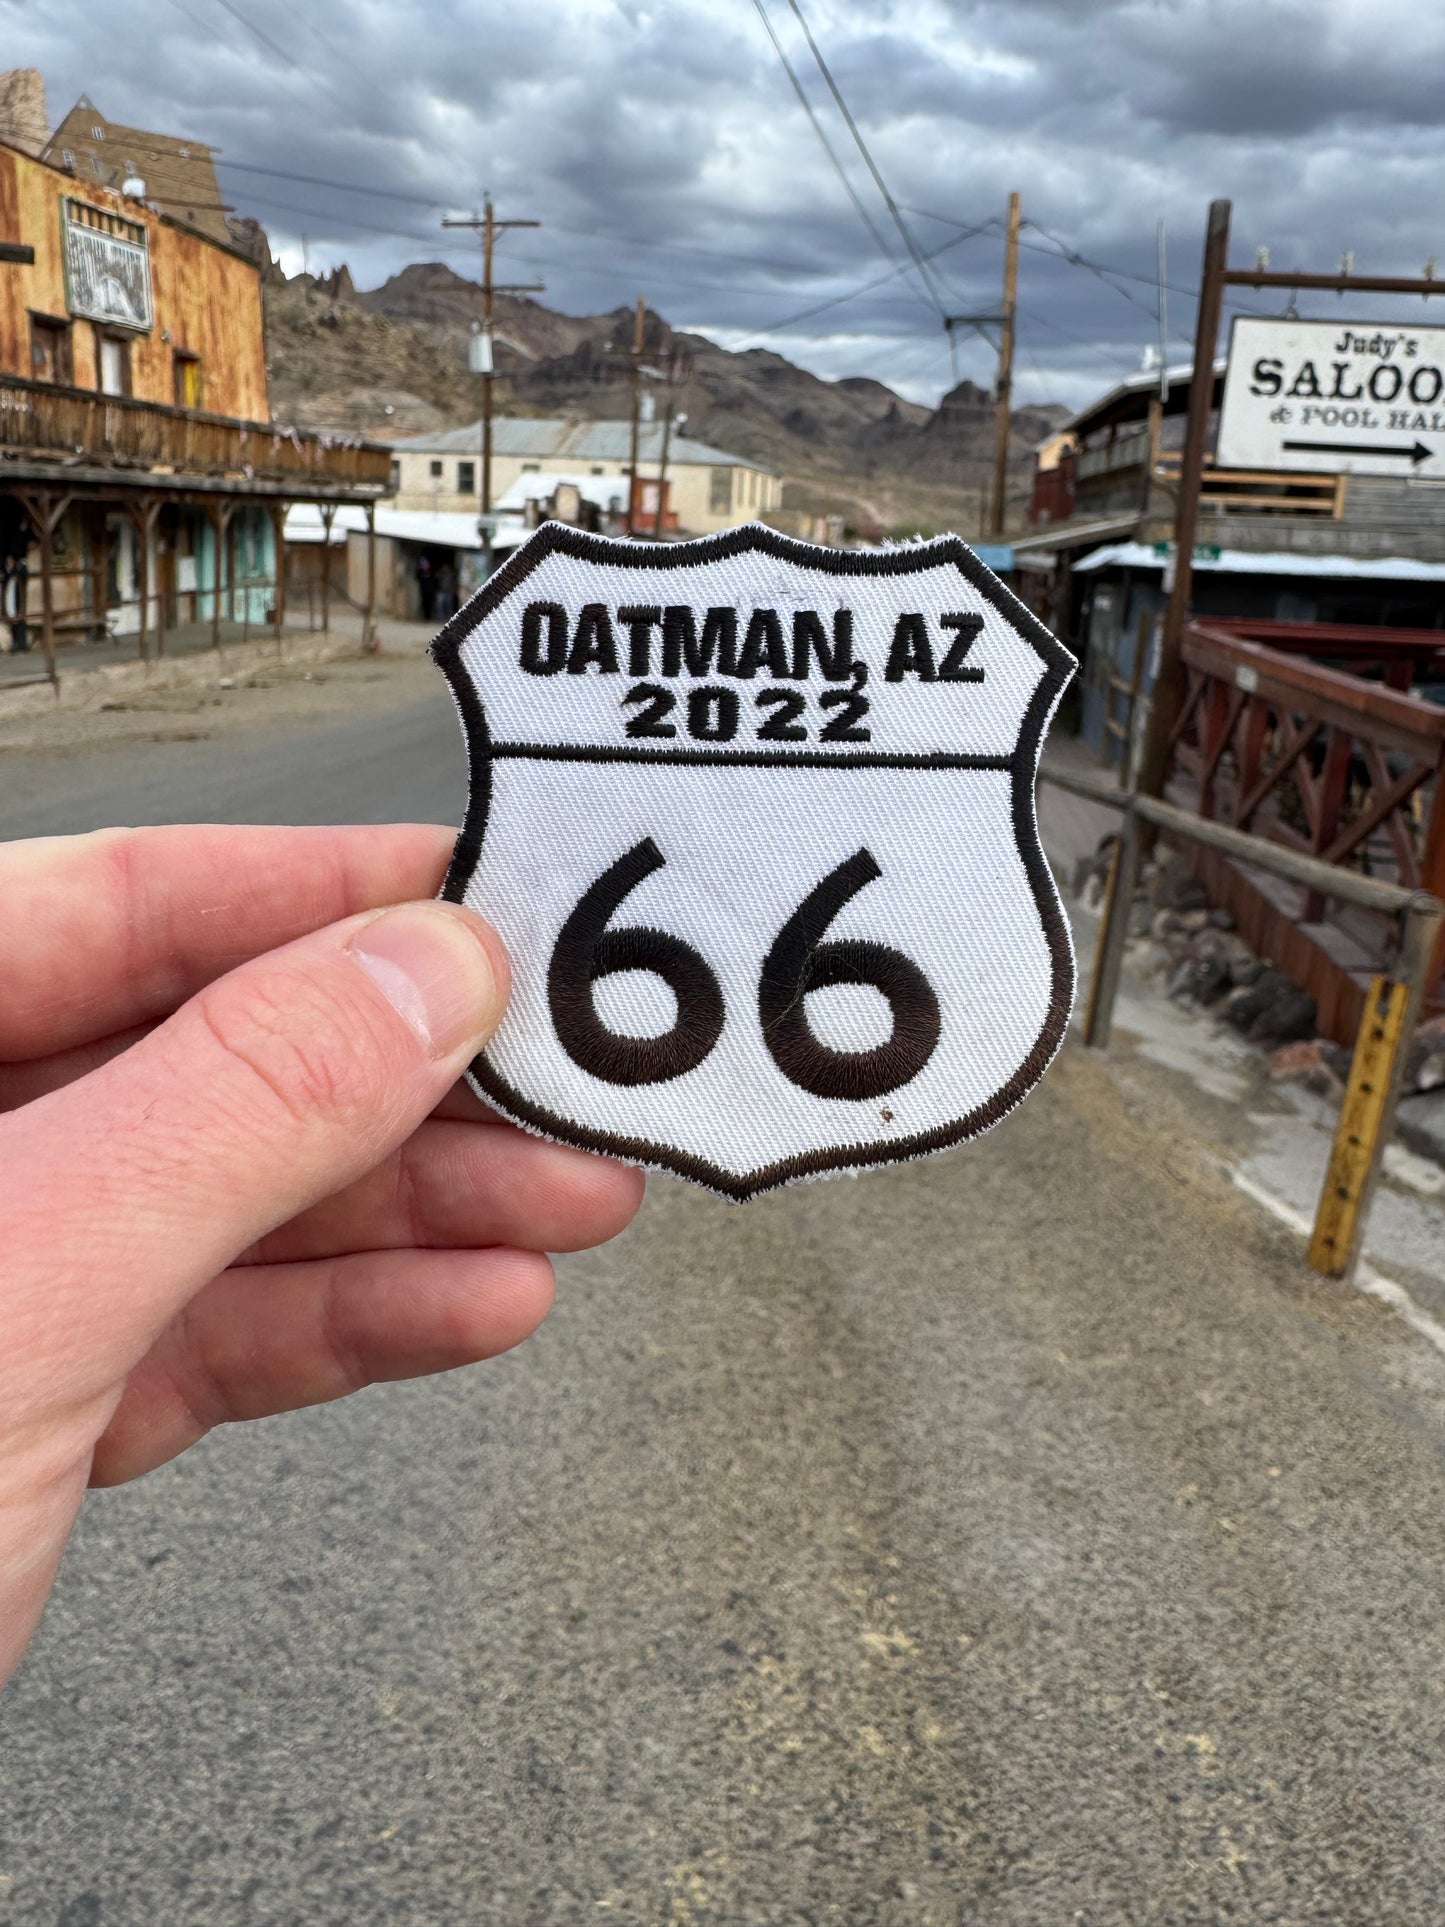 OATMAN, AZ
2022
66
Judy's
SALOO
& POOL HAL